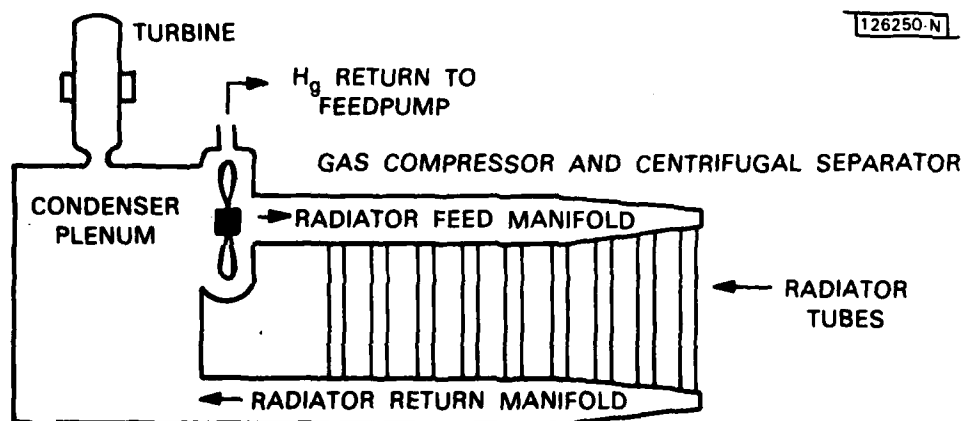 TURBINE
126250-N
Hg RETURN TO
FEEDPUMP
GAS COMPRESSOR AND CENTRIFUGAL SEPARATOR
CONDENSER
PLENUM
RADIATOR FEED MANIFOLD
RADIATOR
TUBES
RADIATOR RETURN MANIFOLD